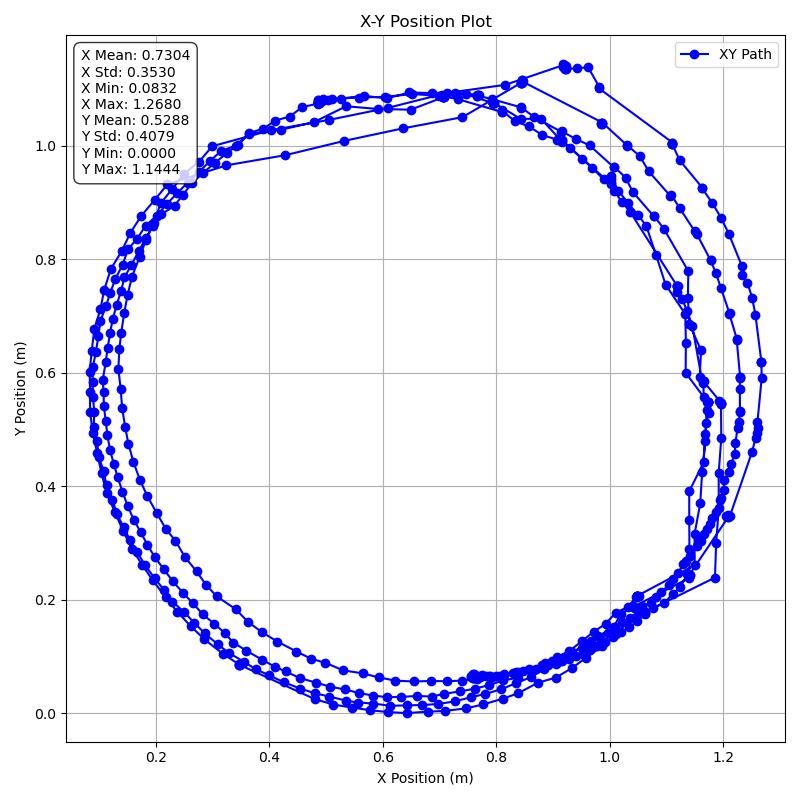 X-Y Position Plot
X Mean: 0.7304
X Std: 0.3530
X Min: 0.0832
X Max: 1.2680
Y Mean: 0.5288
Y Std: 0.4079
Y Min: 0.0000
Y Max: 1.1444
XY Path
Y Position (m)
1.0
0.8
0.6
0.4
0.2
0.0
0.2
0.4
0.6
0.8
1.0
1.2
X Position (m)